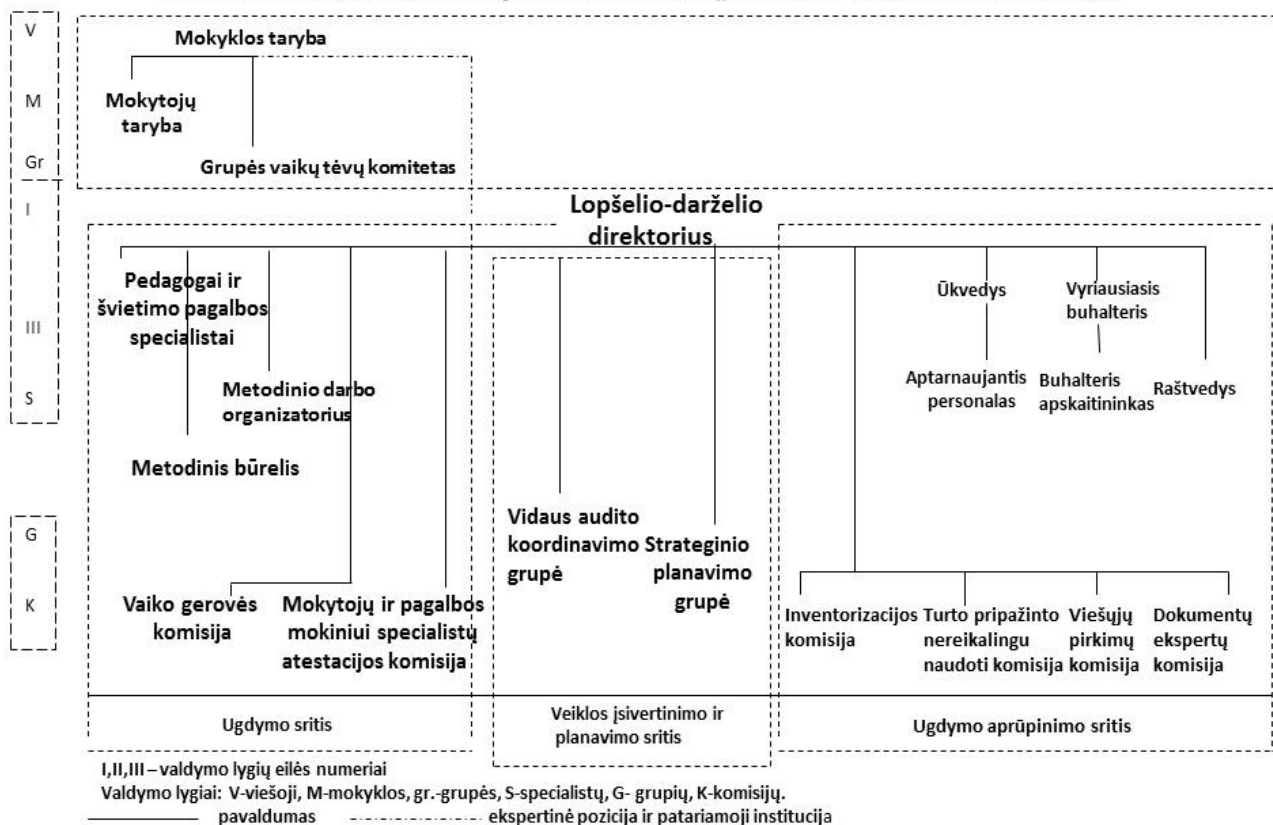 V
Mokyklos taryba
M
Mokytojų
taryba
Gr
Grupės vaikų tėvų komitetas
I
Lopšelio-darželio
direktorius
Pedagogai ir
švietimo pagalbos
specialistai
III
Ūkvedys
Vyriausiasis
buhalteris
S
Metodinio darbo
organizatorius
Aptarnaujantis
personalas
Buhalteris
apskaitininkas
Raštvedys
Metodinis būrelis
G
Vidaus audito
koordinavimo
grupė
Strateginio
planavimo
grupė
K
Vaiko gerovės
komisija
Mokytojų ir pagalbos
mokiniui specialistų
atestacijos komisija
Inventorizacijos
komisija
Turto pripažinto
nereikalingu
naudoti komisija
Viešųjų
pirkimų
komisija
Dokumentų
ekspertų
komisija
Ugdymo sritis
Veiklos įsivertinimo ir
planavimo sritis
Ugdymo aprūpinimo sritis
I,II,III – valdymo lygių eilės numeriai
Valdymo lygiai: V-viešoji, M-mokyklos, gr.-grupės, S-specialistų, G- grupių, K-komisijų.
pavaldumas
ekspertinė pozicija ir patariamoji institucija